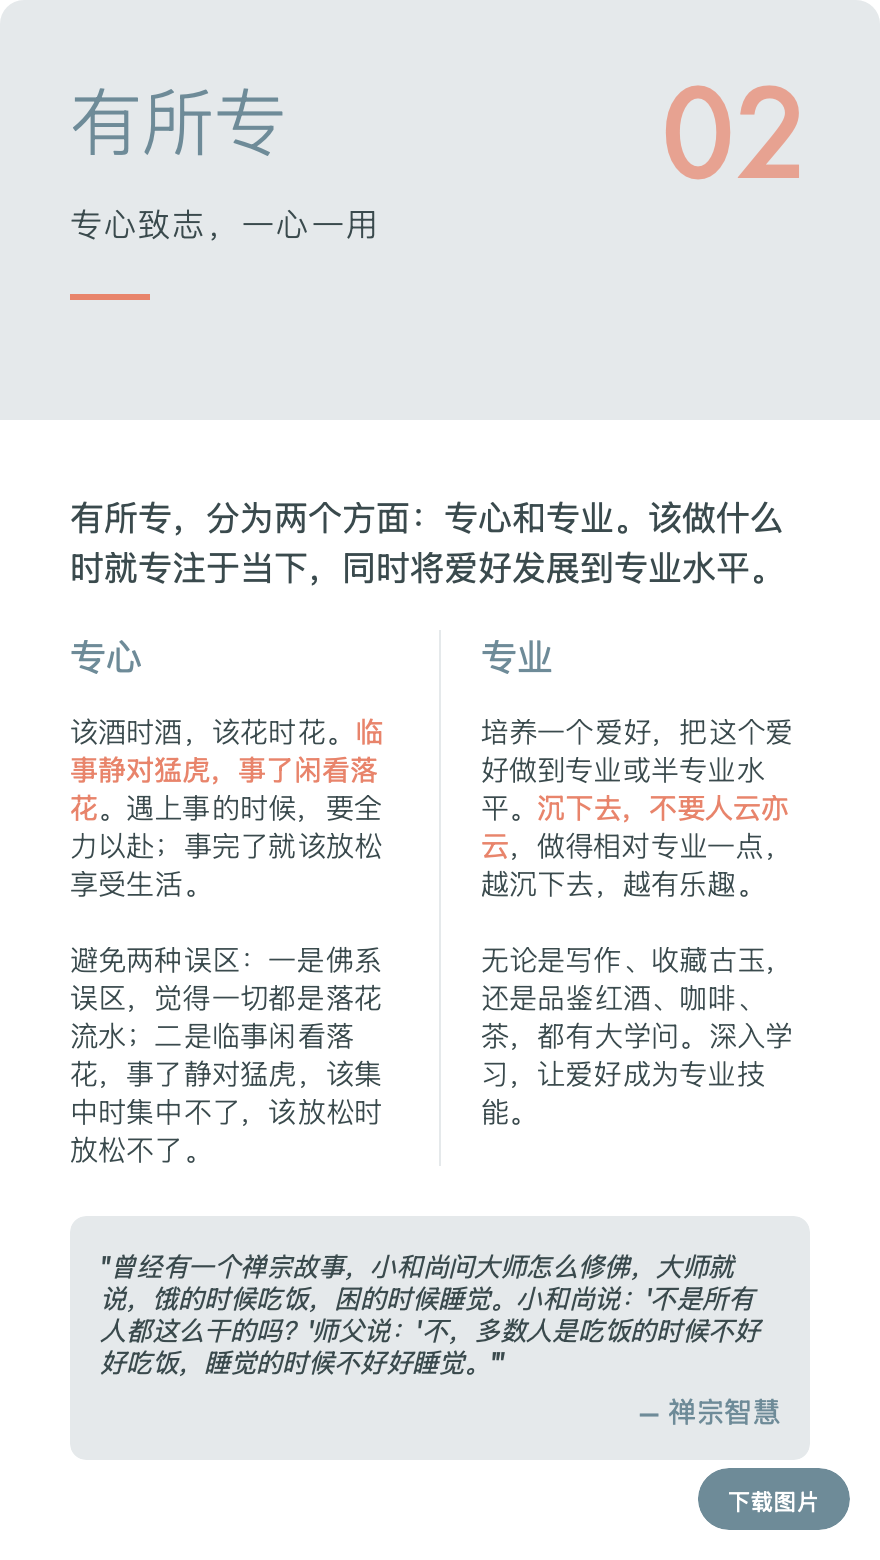 有所专
02
专心致志，一心一用
有所专，分为两个方面：专心和专业。该做什么
时就专注于当下，同时将爱好发展到专业水平。
专心
该酒时酒，该花时花。临
事静对猛虎，事了闲看落
花。遇上事的时候，要全
力以赴；事完了就该放松
享受生活。
避免两种误区：一是佛系
误区，觉得一切都是落花
流水；二是临事闲看落
花，事了静对猛虎，该集
中时集中不了，该放松时
放松不了。
专业
培养一个爱好，把这个爱
好做到专业或半专业水
平。沉下去，不要人云亦
云，做得相对专业一点，
越沉下去，越有乐趣。
无论是写作、收藏古玉，
还是品鉴红酒、咖啡、
茶，都有大学问。深入学
习，让爱好成为专业技
能。
"曾经有一个禅宗故事，小和尚问大师怎么修佛，大师就
说，饿的时候吃饭，困的时候睡觉。小和尚说：'不是所有
人都这么干的吗？'师父说：'不，多数人是吃饭的时候不好
好吃饭，睡觉的时候不好好睡觉。'"
— 禅宗智慧
下载图片